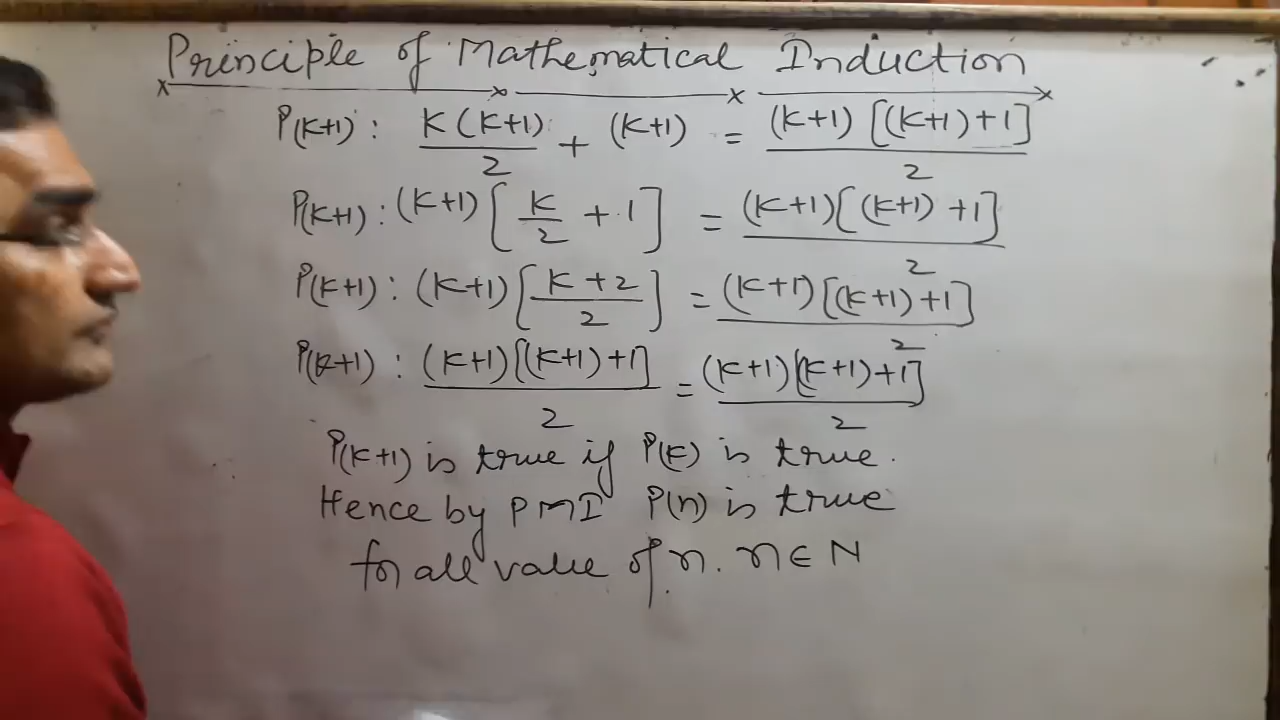 Principle of Mathematical Induction
P(K+1) : K(K+1)/2 + (K+1) = (K+1)[(K+1)+1]/2
P(K+1) : (K+1)[K/2 + 1] = (K+1)[(K+1)+1]/2
P(K+1) : (K+1)[K+2/2] = (K+1)[(K+1)+1]/2
P(K+1) : (K+1)[(K+1)+1]/2 = (K+1)[(K+1)+1]/2
P(K+1) is true if P(K) is true.
Hence by PMI P(n) is true
for all value of n. n ∈ N